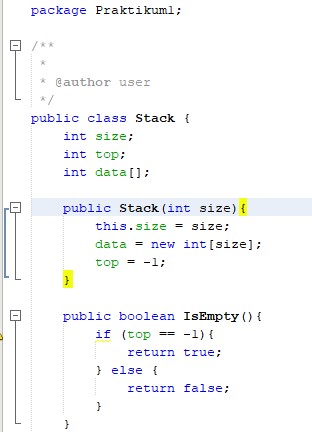 package Praktikum1;
/**
 *
 * @author user
 */
public class Stack {
    int size;
    int top;
    int data[];
    public Stack(int size){
        this.size = size;
        data = new int[size];
        top = -1;
    }
    public boolean IsEmpty(){
        if (top == -1){
            return true;
        } else {
            return false;
        }
    }